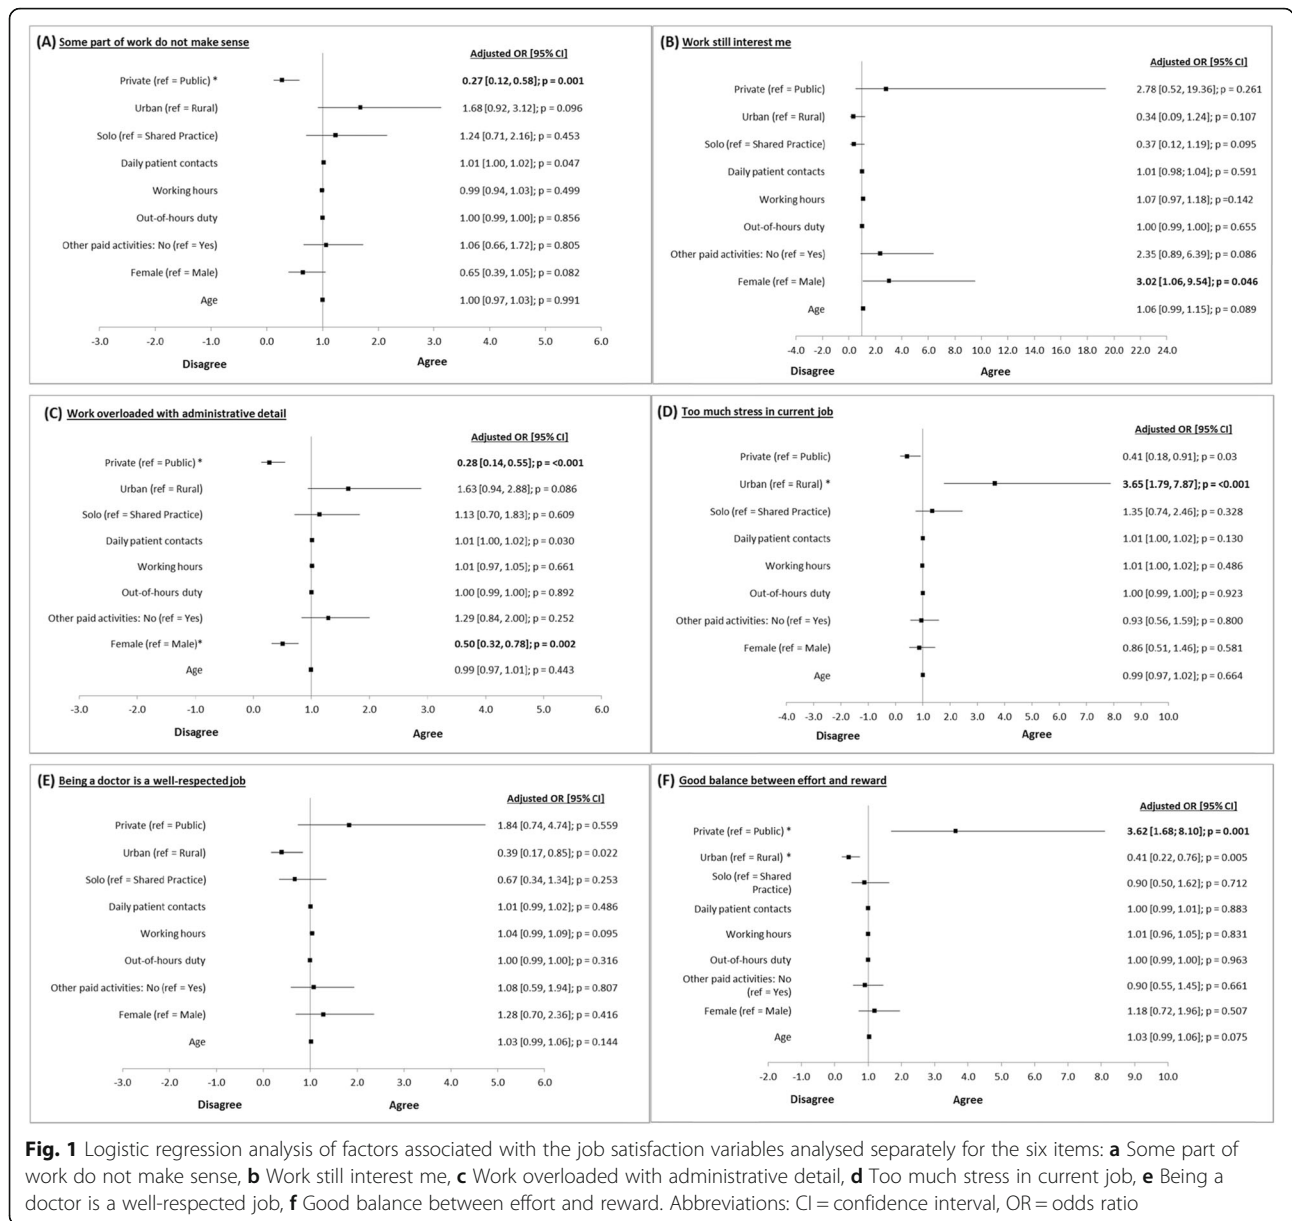 (A) Some part of work do not make sense
Adjusted OR [95% CI]
Private (ref = Public) * 0.27 [0.12, 0.58]; p = 0.001
Urban (ref = Rural) 1.68 [0.92, 3.12]; p = 0.096
Solo (ref = Shared Practice) 1.24 [0.71, 2.16]; p = 0.453
Daily patient contacts 1.01 [1.00, 1.02]; p = 0.047
Working hours 0.99 [0.94, 1.03]; p = 0.499
Out-of-hours duty 1.00 [0.99, 1.00]; p = 0.856
Other paid activities: No (ref = Yes) 1.06 [0.66, 1.72]; p = 0.805
Female (ref = Male) 0.65 [0.39, 1.05]; p = 0.082
Age 1.00 [0.97, 1.03]; p = 0.991
-3.0 -2.0 -1.0 0.0 1.0 2.0 3.0 4.0 5.0 6.0
Disagree Agree
(B) Work still interest me
Adjusted OR [95% CI]
Private (ref = Public) 2.78 [0.52, 19.36]; p = 0.261
Urban (ref = Rural) 0.34 [0.09, 1.24]; p = 0.107
Solo (ref = Shared Practice) 0.37 [0.12, 1.19]; p = 0.095
Daily patient contacts 1.01 [0.98; 1.04]; p = 0.591
Working hours 1.07 [0.97, 1.18]; p =0.142
Out-of-hours duty 1.00 [0.99, 1.00]; p = 0.655
Other paid activities: No (ref = Yes) 2.35 [0.89, 6.39]; p = 0.086
Female (ref = Male) 3.02 [1.06, 9.54]; p = 0.046
Age 1.06 [0.99, 1.15]; p = 0.089
-4.0 -2.0 0.0 2.0 4.0 6.0 8.0 10.0 12.0 14.0 16.0 18.0 20.0 22.0 24.0
Disagree Agree
(C) Work overloaded with administrative detail
Adjusted OR [95% CI]
Private (ref = Public) * 0.28 [0.14, 0.55]; p = <0.001
Urban (ref = Rural) 1.63 [0.94, 2.88]; p = 0.086
Solo (ref = Shared Practice) 1.13 [0.70, 1.83]; p = 0.609
Daily patient contacts 1.01 [1.00, 1.02]; p = 0.030
Working hours 1.01 [0.97, 1.05]; p = 0.661
Out-of-hours duty 1.00 [0.99, 1.00]; p = 0.892
Other paid activities: No (ref = Yes) 1.29 [0.84, 2.00]; p = 0.252
Female (ref = Male)* 0.50 [0.32, 0.78]; p = 0.002
Age 0.99 [0.97, 1.01]; p = 0.443
-3.0 -2.0 -1.0 0.0 1.0 2.0 3.0 4.0 5.0 6.0
Disagree Agree
(D) Too much stress in current job
Adjusted OR [95% CI]
Private (ref = Public) 0.41 [0.18, 0.91]; p = 0.03
Urban (ref = Rural) * 3.65 [1.79, 7.87]; p = <0.001
Solo (ref = Shared Practice) 1.35 [0.74, 2.46]; p = 0.328
Daily patient contacts 1.01 [1.00, 1.02]; p = 0.130
Working hours 1.01 [1.00, 1.02]; p = 0.486
Out-of-hours duty 1.00 [0.99, 1.00]; p = 0.923
Other paid activities: No (ref = Yes) 0.93 [0.56, 1.59]; p = 0.800
Female (ref = Male) 0.86 [0.51, 1.46]; p = 0.581
Age 0.99 [0.97, 1.02]; p = 0.664
-4.0 -3.0 -2.0 -1.0 0.0 1.0 2.0 3.0 4.0 5.0 6.0 7.0 8.0 9.0 10.0
Disagree Agree
(E) Being a doctor is a well-respected job
Adjusted OR [95% CI]
Private (ref = Public) 1.84 [0.74, 4.74]; p = 0.559
Urban (ref = Rural) 0.39 [0.17, 0.85]; p = 0.022
Solo (ref = Shared Practice) 0.67 [0.34, 1.34]; p = 0.253
Daily patient contacts 1.01 [0.99, 1.02]; p = 0.486
Working hours 1.04 [0.99, 1.09]; p = 0.095
Out-of-hours duty 1.00 [0.99, 1.00]; p = 0.316
Other paid activities: No (ref = Yes) 1.08 [0.59, 1.94]; p = 0.807
Female (ref = Male) 1.28 [0.70, 2.36]; p = 0.416
Age 1.03 [0.99, 1.06]; p = 0.144
-3.0 -2.0 -1.0 0.0 1.0 2.0 3.0 4.0 5.0 6.0
Disagree Agree
(F) Good balance between effort and reward
Adjusted OR [95% CI]
Private (ref = Public) * 3.62 [1.68; 8.10]; p = 0.001
Urban (ref = Rural) * 0.41 [0.22, 0.76]; p = 0.005
Solo (ref = Shared
Practice) 0.90 [0.50, 1.62]; p = 0.712
Daily patient contacts 1.00 [0.99, 1.01]; p = 0.883
Working hours 1.01 [0.96, 1.05]; p = 0.831
Out-of-hours duty 1.00 [0.99, 1.00]; p = 0.963
Other paid activities: No
(ref = Yes) 0.90 [0.55, 1.45]; p = 0.661
Female (ref = Male) 1.18 [0.72, 1.96]; p = 0.507
Age 1.03 [0.99, 1.06]; p = 0.075
-2.0 -1.0 0.0 1.0 2.0 3.0 4.0 5.0 6.0 7.0 8.0 9.0 10.0
Disagree Agree
Fig. 1 Logistic regression analysis of factors associated with the job satisfaction variables analysed separately for the six items: a Some part of
work do not make sense, b Work still interest me, c Work overloaded with administrative detail, d Too much stress in current job, e Being a
doctor is a well-respected job, f Good balance between effort and reward. Abbreviations: CI = confidence interval, OR = odds ratio